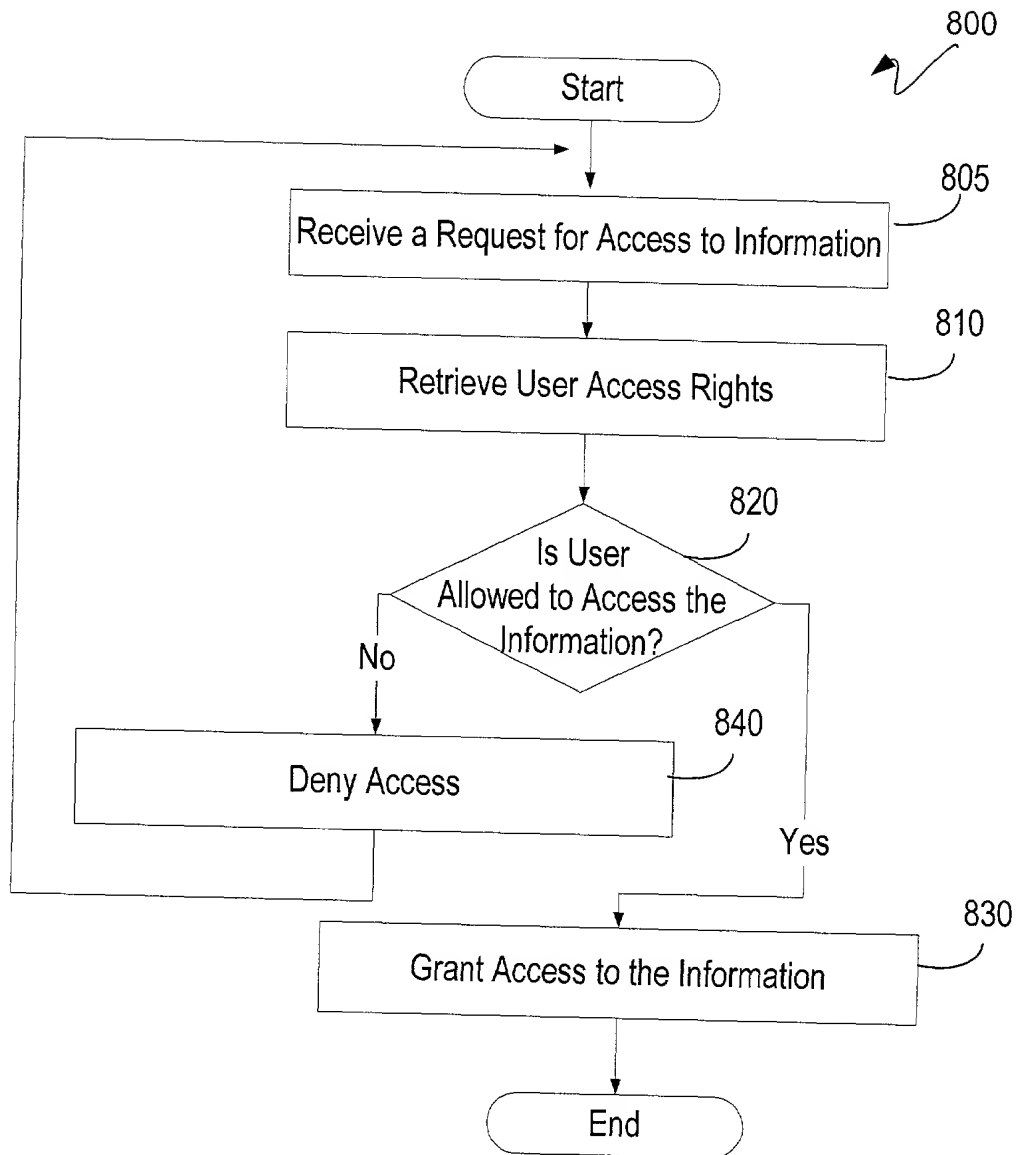 800
Start
805
Receive a Request for Access to Information
810
Retrieve User Access Rights
820
Is User
Allowed to Access the
Information?
No
840
Deny Access
Yes
830
Grant Access to the Information
End